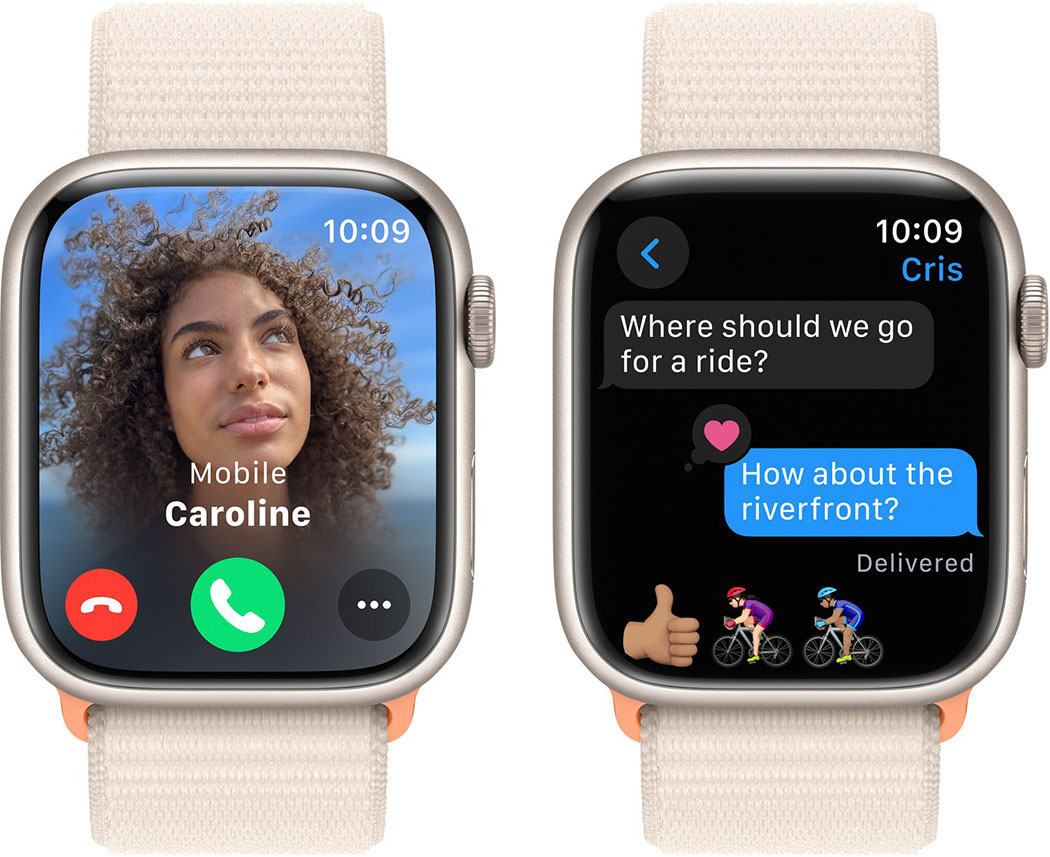 10:09
Mobile
Caroline
10:09
Cris
Where should we go
for a ride?
How about the
riverfront?
Delivered